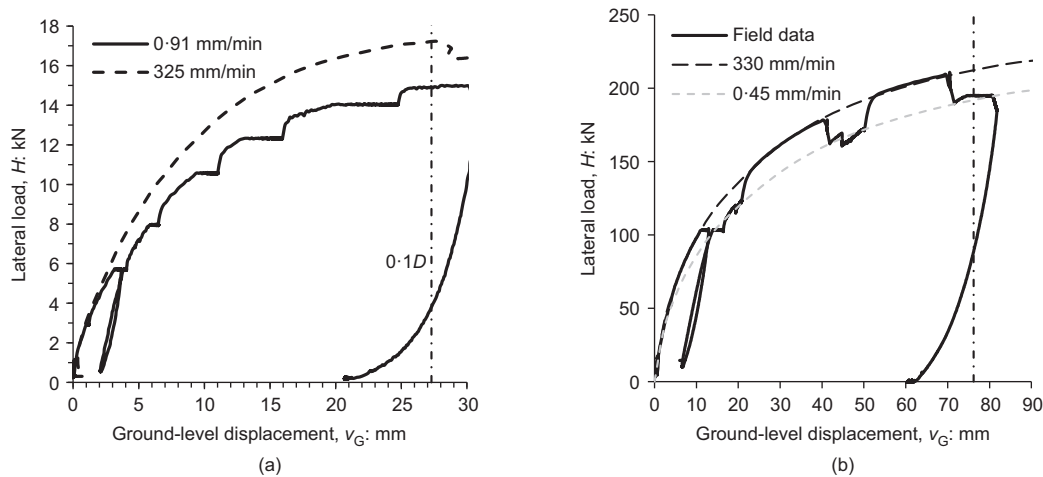 18
16
14
12
10
8
6
4
2
0
Lateral load, H: kN
0·91 mm/min
325 mm/min
0·1D
0 5 10 15 20 25 30
Ground-level displacement, vG: mm
(a)
250
200
150
100
50
0
Lateral load, H: kN
Field data
330 mm/min
0·45 mm/min
0 10 20 30 40 50 60 70 80 90
Ground-level displacement, vG: mm
(b)